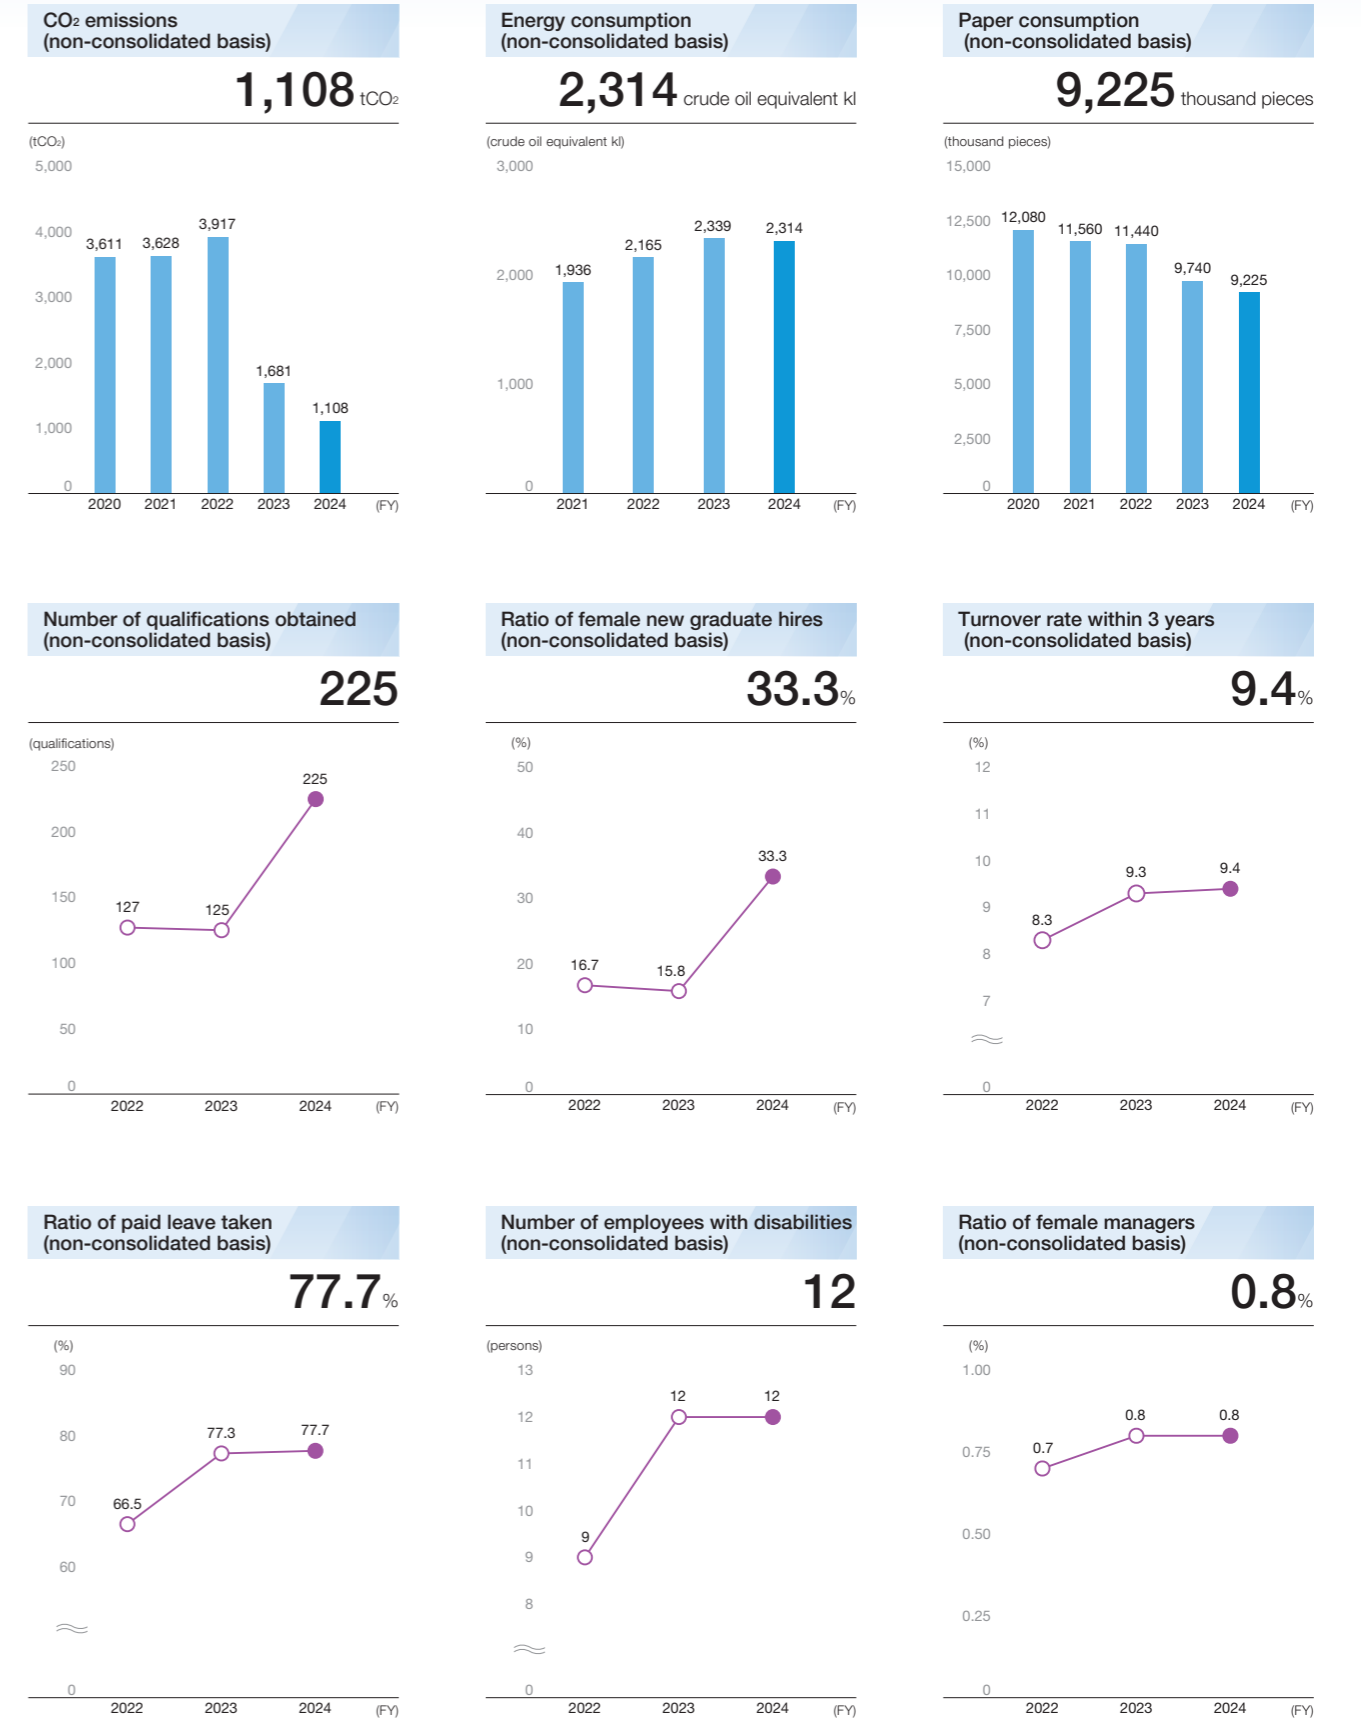 CO2 emissions
(non-consolidated basis)
1,108 tCO2
(tCO2)
5,000
4,000
3,000
2,000
1,000
0
3,611
3,628
3,917
1,681
1,108
2020 2021 2022 2023 2024 (FY)
Energy consumption
(non-consolidated basis)
2,314 crude oil equivalent kl
(crude oil equivalent kl)
3,000
2,000
1,000
0
1,936
2,165
2,339
2,314
2021 2022 2023 2024 (FY)
Paper consumption
(non-consolidated basis)
9,225 thousand pieces
(thousand pieces)
15,000
12,500
10,000
7,500
5,000
2,500
0
12,080
11,560
11,440
9,740
9,225
2020 2021 2022 2023 2024 (FY)
Number of qualifications obtained
(non-consolidated basis)
225
(qualifications)
250
200
150
100
50
0
127
125
225
2022 2023 2024 (FY)
Ratio of female new graduate hires
(non-consolidated basis)
33.3%
(%)
50
40
30
20
10
0
16.7
15.8
33.3
2022 2023 2024 (FY)
Turnover rate within 3 years
(non-consolidated basis)
9.4%
(%)
12
11
10
9
8
7
0
8.3
9.3
9.4
2022 2023 2024 (FY)
Ratio of paid leave taken
(non-consolidated basis)
77.7%
(%)
90
80
70
60
0
66.5
77.3
77.7
2022 2023 2024 (FY)
Number of employees with disabilities
(non-consolidated basis)
12
(persons)
13
12
11
10
9
8
0
9
12
12
2022 2023 2024 (FY)
Ratio of female managers
(non-consolidated basis)
0.8%
(%)
1.00
0.75
0.50
0.25
0
0.7
0.8
0.8
2022 2023 2024 (FY)